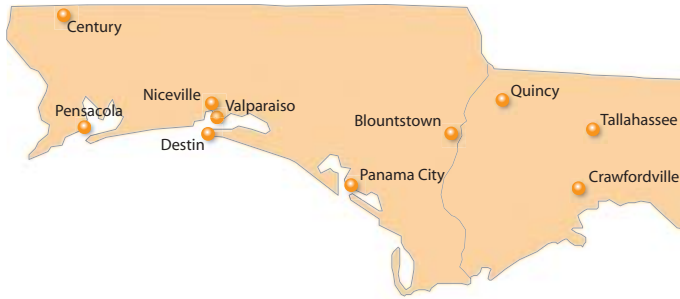 Century
Niceville
Valparaiso
Pensacola
Destin
Quincy
Blountstown
Tallahassee
Panama City
Crawfordville